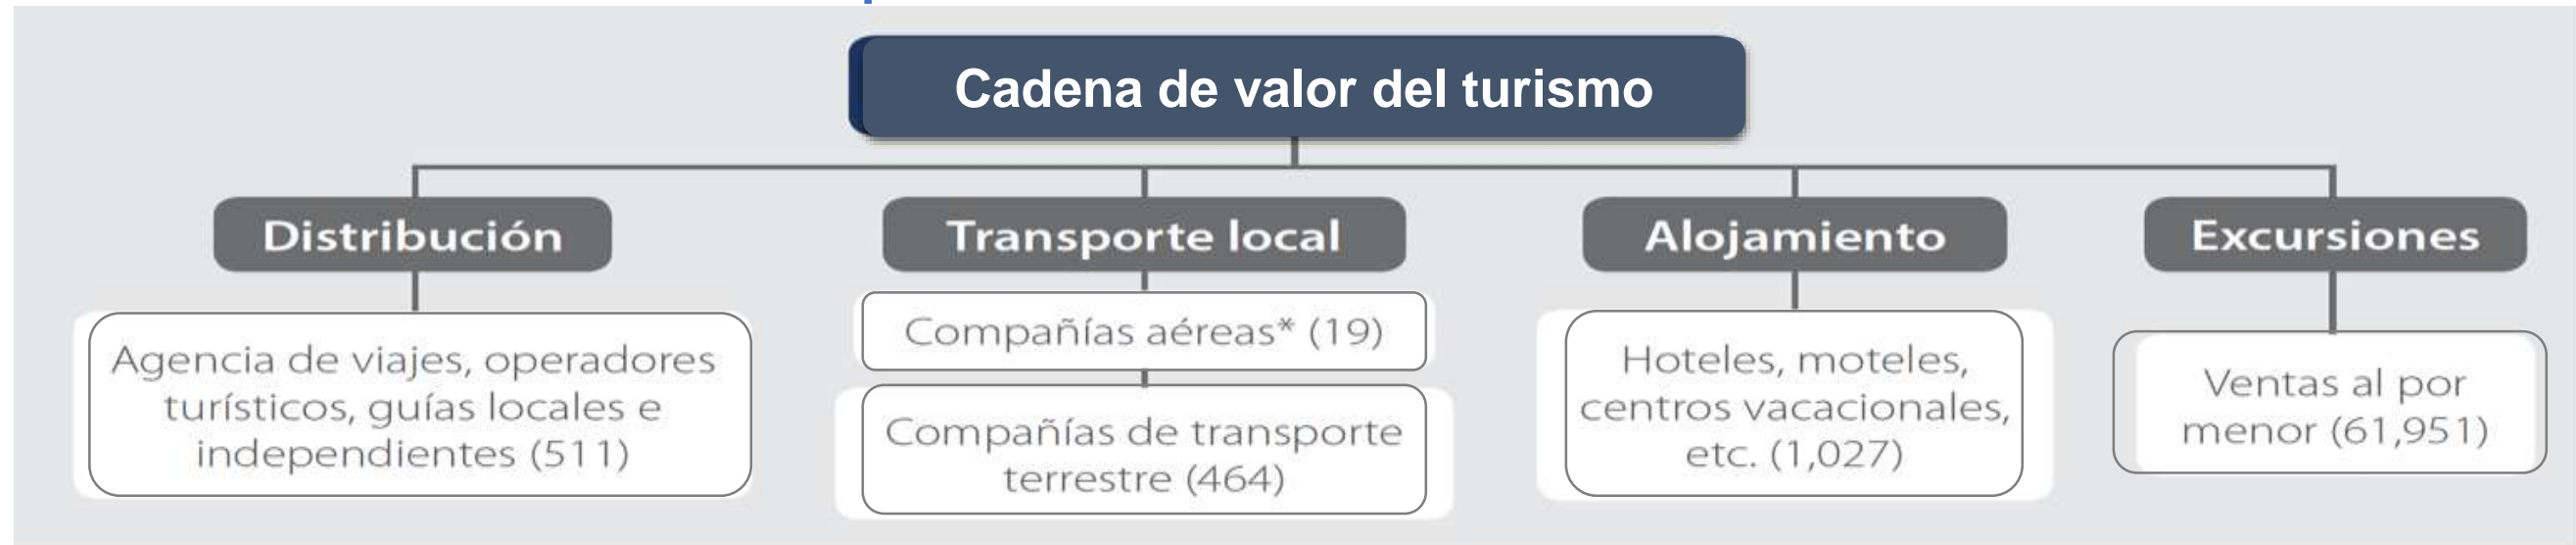 Cadena de valor del turismo
Distribución
Agencia de viajes, operadores
turísticos, guías locales e
independientes (511)
Transporte local
Compañías aéreas* (19)
Compañías de transporte
terrestre (464)
Alojamiento
Hoteles, moteles,
centros vacacionales,
etc. (1,027)
Excursiones
Ventas al por
menor (61,951)